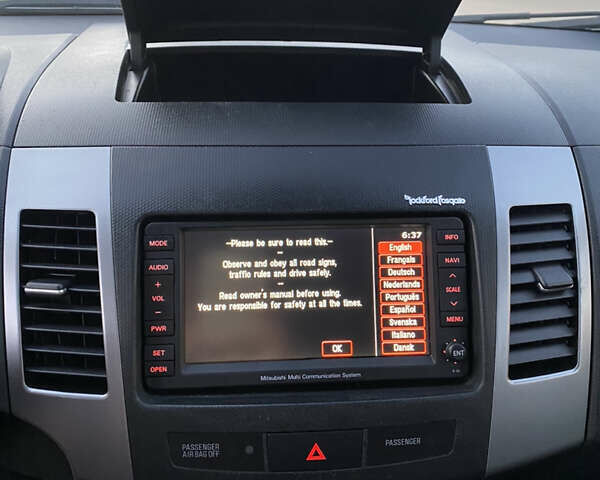 Rockford Fosgate
6:37
MODE
AUDIO
+
VOL
−
PWR
SET
OPEN
—Please be sure to read this.—
—
Observe and obey all road signs,
traffic rules and drive safely.
—
Read owner's manual before using.
You are responsible for safety at all the times.
OK
English
Français
Deutsch
Nederlands
Português
Español
Svenska
Italiano
Dansk
INFO
NAVI
SCALE
MENU
ENT
Mitsubishi Multi Communication System
PASSENGER
AIR BAG OFF
PASSENGER